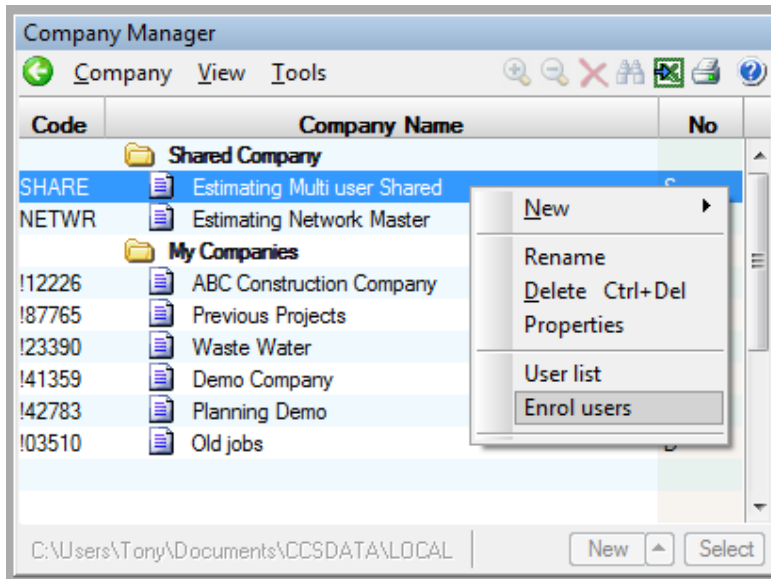 Company Manager
Company View Tools
Code Company Name No
Shared Company
SHARE Estimating Multi user Shared
NETWR Estimating Network Master
My Companies
!12226 ABC Construction Company
!87765 Previous Projects
!23390 Waste Water
!41359 Demo Company
!42783 Planning Demo
!03510 Old jobs
New
Rename
Delete Ctrl+Del
Properties
User list
Enrol users
C:\Users\Tony\Documents\CCSDATA\LOCAL New Select